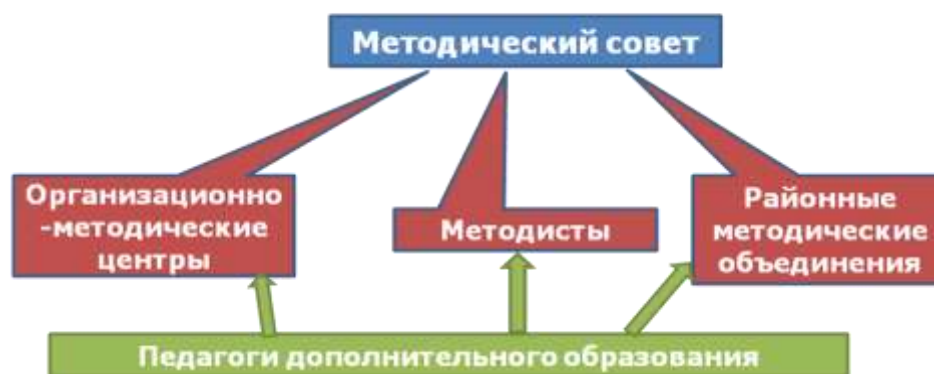 Методический совет
Организационно
-методические
центры
Методисты
Районные
методические
объединения
Педагоги дополнительного образования